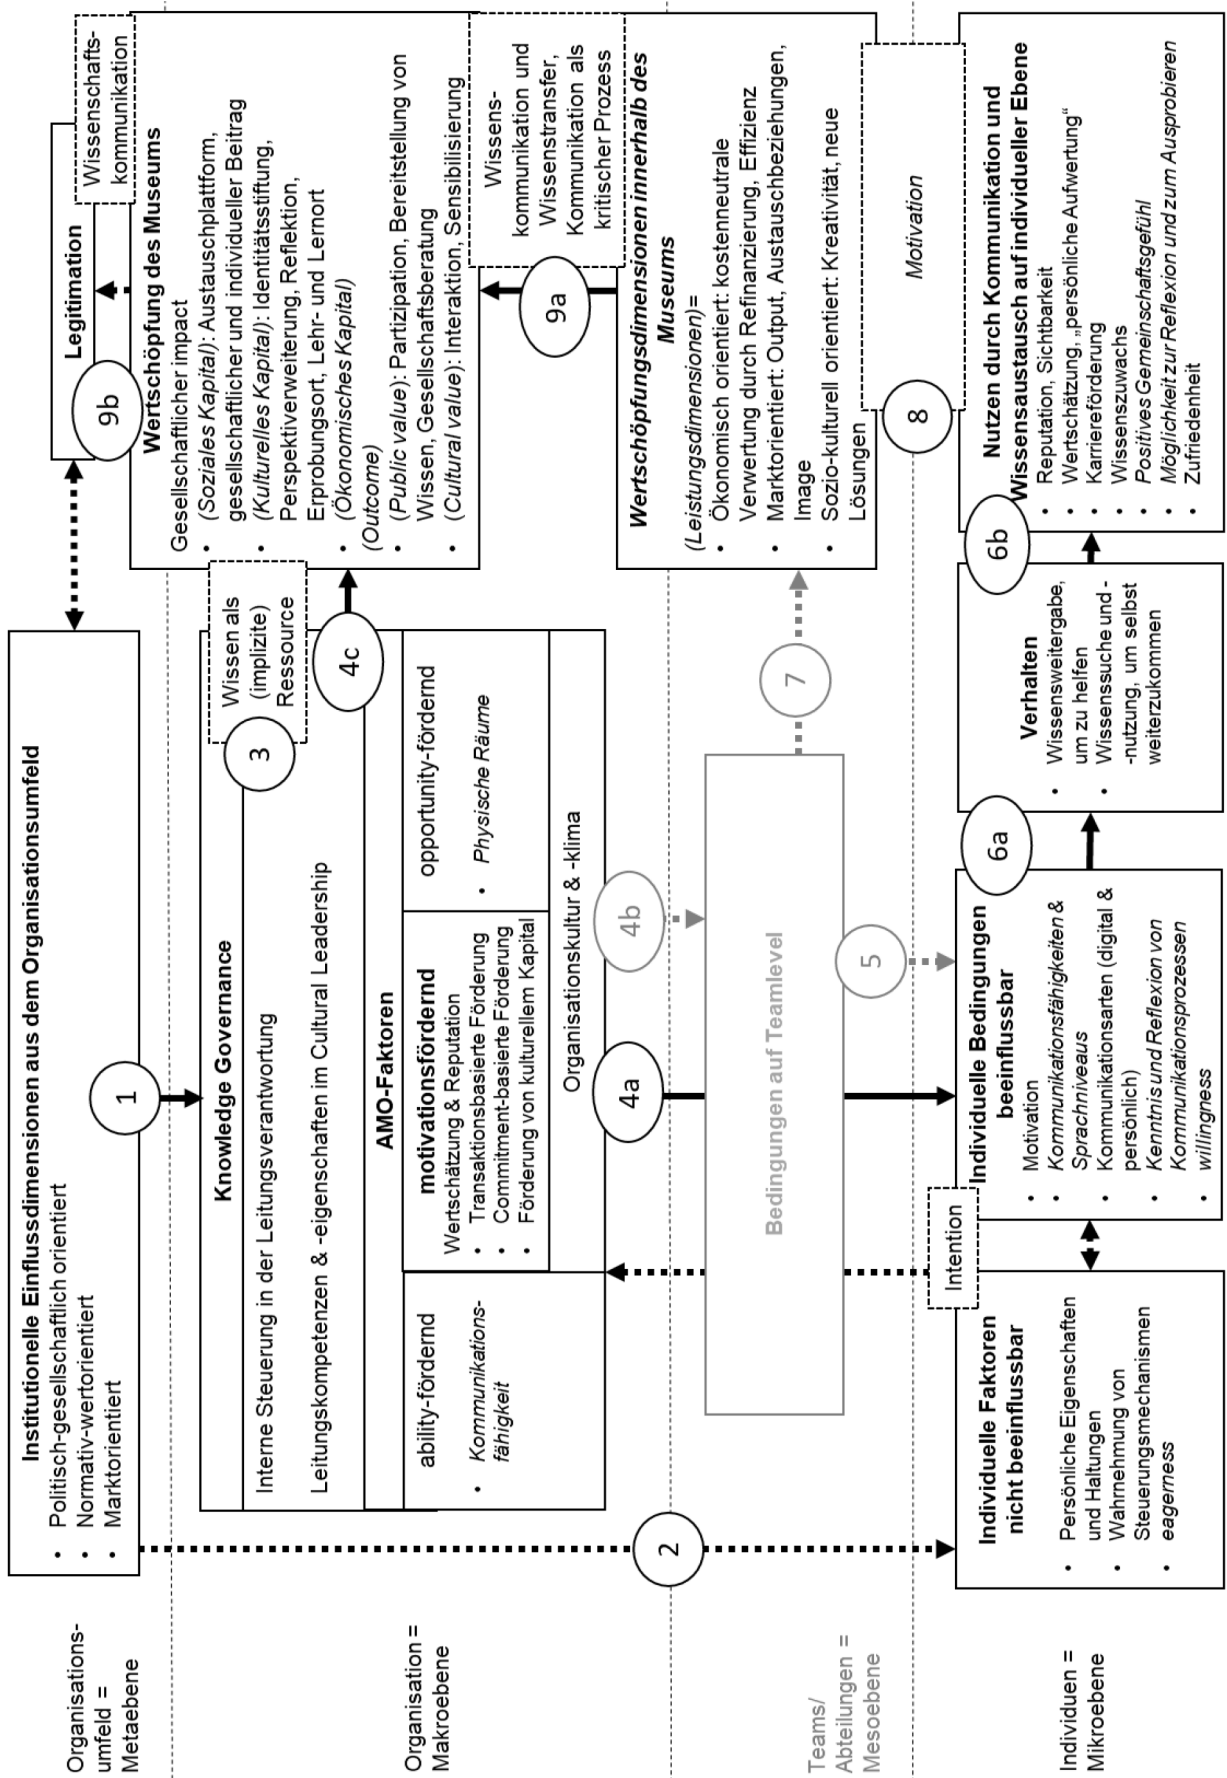 Organisations-
umfeld =
Metaebene
Institutionelle Einflussdimensionen aus dem Organisationsumfeld
• Politisch-gesellschaftlich orientiert
• Normativ-wertorientiert
• Marktorientiert
1
Legitimation
9b
Wissenschafts-
kommunikation
Organisation =
Makroebene
Knowledge Governance
Interne Steuerung in der Leitungsverantwortung
Leitungskompetenzen & -eigenschaften im Cultural Leadership
3
Wissen als
(implizite)
Ressource
AMO-Faktoren
4c
ability-fördernd
• Kommunikations-
fähigkeit
motivationsfördernd
Wertschätzung & Reputation
• Transaktionsbasierte Förderung
• Commitment-basierte Förderung
• Förderung von kulturellem Kapital
opportunity-fördernd
• Physische Räume
Organisationskultur & -klima
Wertschöpfung des Museums
Gesellschaftlicher impact
• (Soziales Kapital): Austauschplattform,
gesellschaftlicher und individueller Beitrag
• (Kulturelles Kapital): Identitätsstiftung,
Perspektiverweiterung, Reflektion,
Erprobungsort, Lehr- und Lernort
• (Ökonomisches Kapital)
(Outcome)
• (Public value): Partizipation, Bereitstellung von
Wissen, Gesellschaftsberatung
• (Cultural value): Interaktion, Sensibilisierung
9a
Wissens-
kommunikation und
Wissenstransfer,
Kommunikation als
kritischer Prozess
2
4a
4b
Teams/
Abteilungen =
Mesoebene
Bedingungen auf Teamlevel
7
5
Wertschöpfungsdimensionen innerhalb des
Museums
(Leistungsdimensionen)=
• Ökonomisch orientiert: kostenneutrale
Verwertung durch Refinanzierung, Effizienz
• Marktorientiert: Output, Austauschbeziehungen,
Image
• Sozio-kulturell orientiert: Kreativität, neue
Lösungen
8
Motivation
Individuen =
Mikroebene
Individuelle Faktoren
nicht beeinflussbar
• Persönliche Eigenschaften
und Haltungen
• Wahrnehmung von
Steuerungsmechanismen
• eagerness
Intention
Individuelle Bedingungen
beeinflussbar
• Motivation
• Kommunikationsfähigkeiten &
Sprachniveaus
• Kommunikationsarten (digital &
persönlich)
• Kenntnis und Reflexion von
Kommunikationsprozessen
• willingness
6a
Verhalten
• Wissensweitergabe,
um zu helfen
• Wissenssuche und -
-nutzung, um selbst
weiterzukommen
6b
Nutzen durch Kommunikation und
Wissensaustausch auf individueller Ebene
• Reputation, Sichtbarkeit
• Wertschätzung, „persönliche Aufwertung“
• Karriereförderung
• Wissenszuwachs
• Positives Gemeinschaftsgefühl
• Möglichkeit zur Reflexion und zum Ausprobieren
• Zufriedenheit